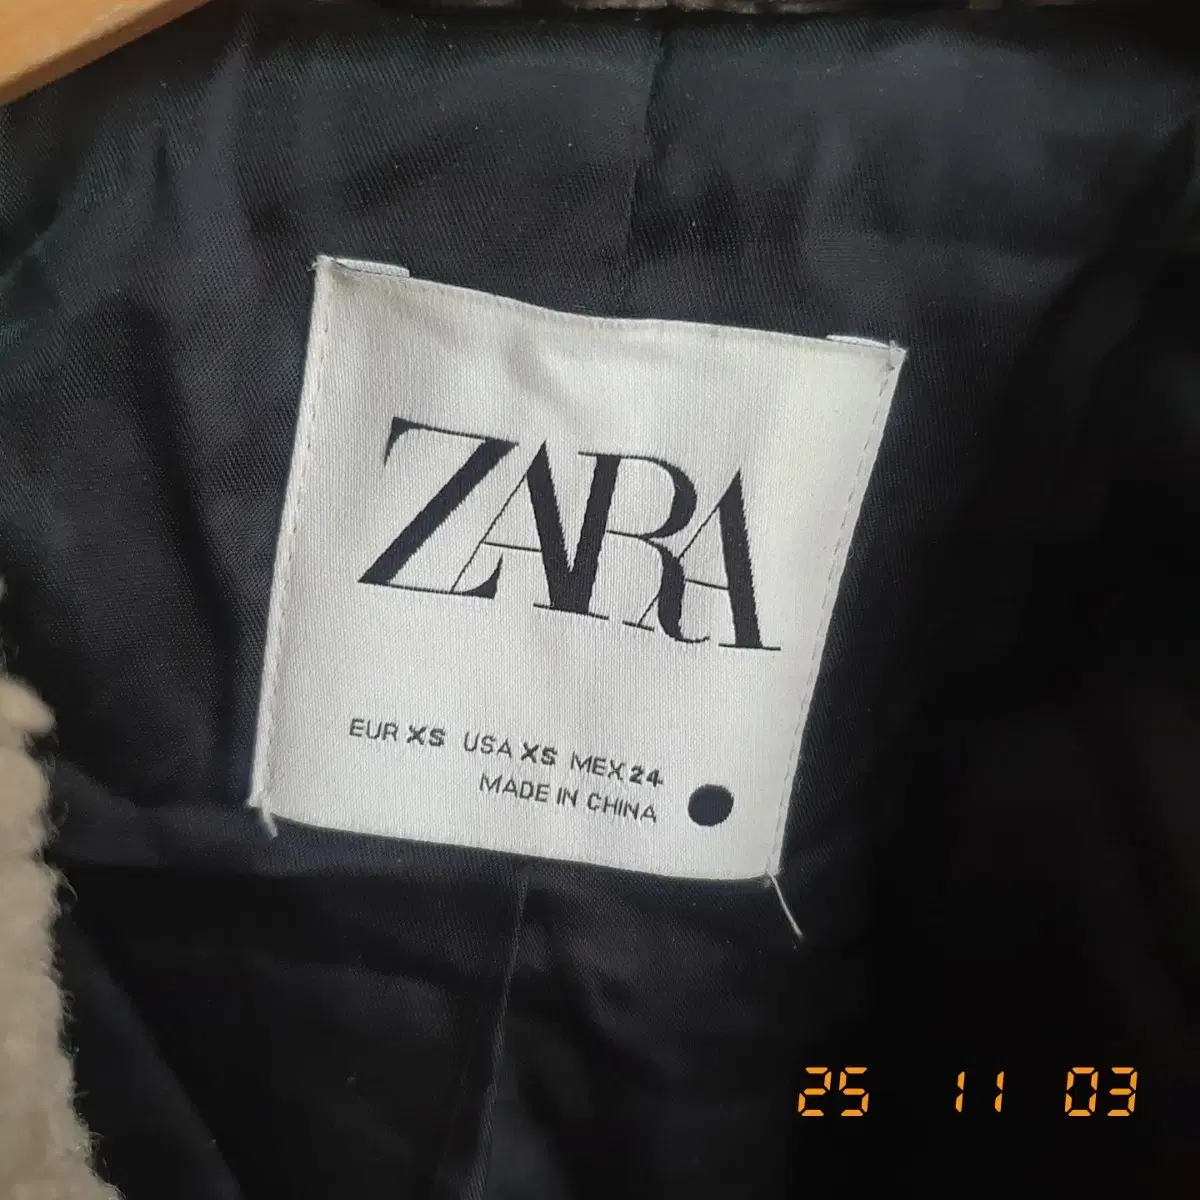 ZARA
EUR XS USA XS MEX 24
MADE IN CHINA
25 11 03